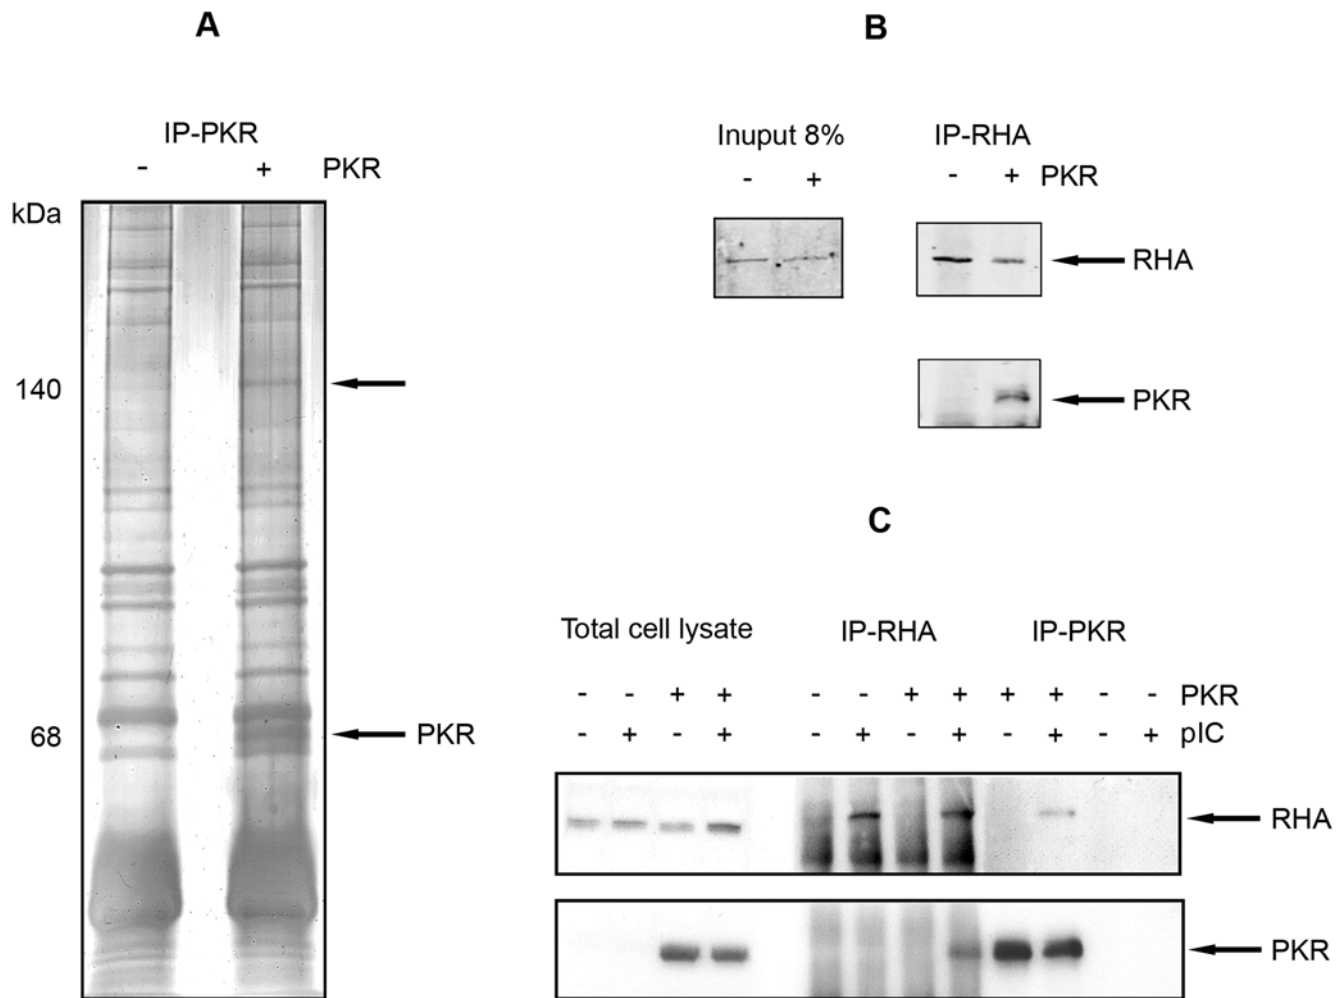 A
IP-PKR
- + PKR
kDa
140
68
PKR
B
Inuput 8% IP-RHA
- + - + PKR
RHA
PKR
C
Total cell lysate IP-RHA IP-PKR
- - + + - - + + + + - - PKR
- + - + - + - + - + - + pIC
RHA
PKR